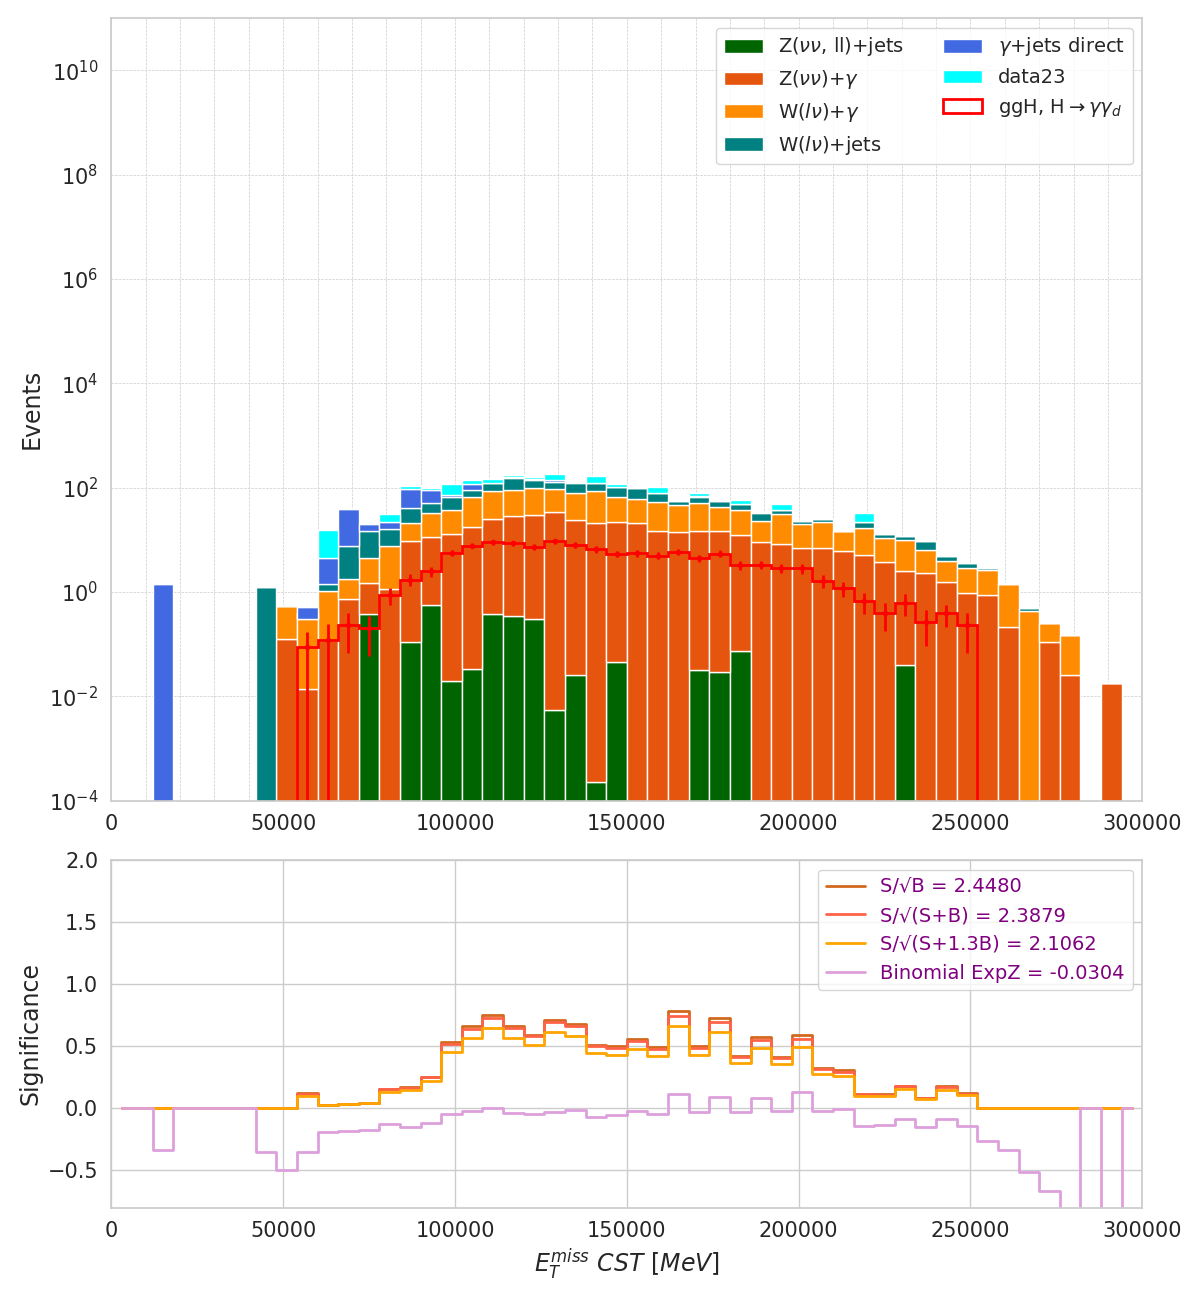 Events
10^10
10^8
10^6
10^4
10^2
10^0
10^−2
10^−4
Z(νν, ll)+jets
Z(νν)+γ
W(lν)+γ
W(lν)+jets
γ+jets direct
data23
ggH, H→γγ_d
0 50000 100000 150000 200000 250000 300000
Significance
2.0
1.5
1.0
0.5
0.0
−0.5
S/√B = 2.4480
S/√(S+B) = 2.3879
S/√(S+1.3B) = 2.1062
Binomial ExpZ = -0.0304
0 50000 100000 150000 200000 250000 300000
E_T^miss CST [MeV]